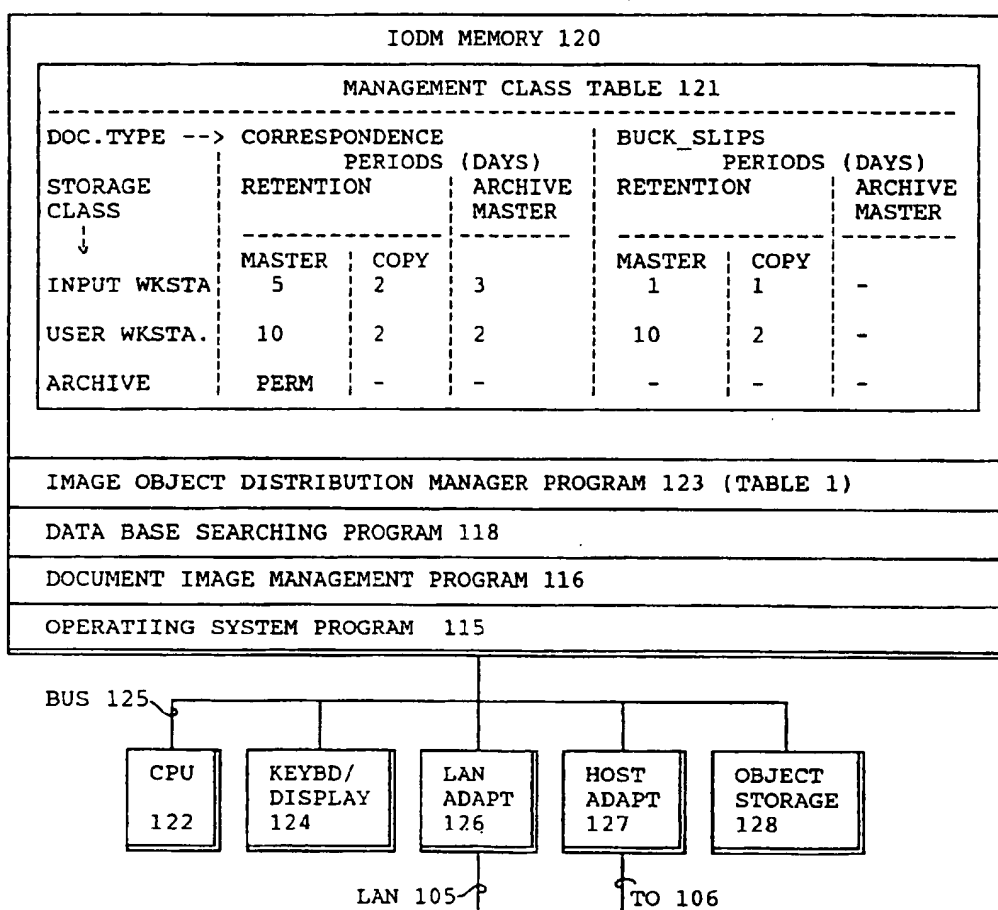 IODM MEMORY 120
MANAGEMENT CLASS TABLE 121
DOC.TYPE --> CORRESPONDENCE BUCK_SLIPS
PERIODS (DAYS) PERIODS (DAYS)
STORAGE RETENTION ARCHIVE RETENTION ARCHIVE
CLASS MASTER MASTER
MASTER COPY MASTER COPY
INPUT WKSTA 5 2 3 1 1 -
USER WKSTA. 10 2 2 10 2 -
ARCHIVE PERM - - - - -
IMAGE OBJECT DISTRIBUTION MANAGER PROGRAM 123 (TABLE 1)
DATA BASE SEARCHING PROGRAM 118
DOCUMENT IMAGE MANAGEMENT PROGRAM 116
OPERATIING SYSTEM PROGRAM 115
BUS 125
CPU KEYBD/ LAN HOST OBJECT
DISPLAY ADAPT ADAPT STORAGE
122 124 126 127 128
LAN 105 TO 106